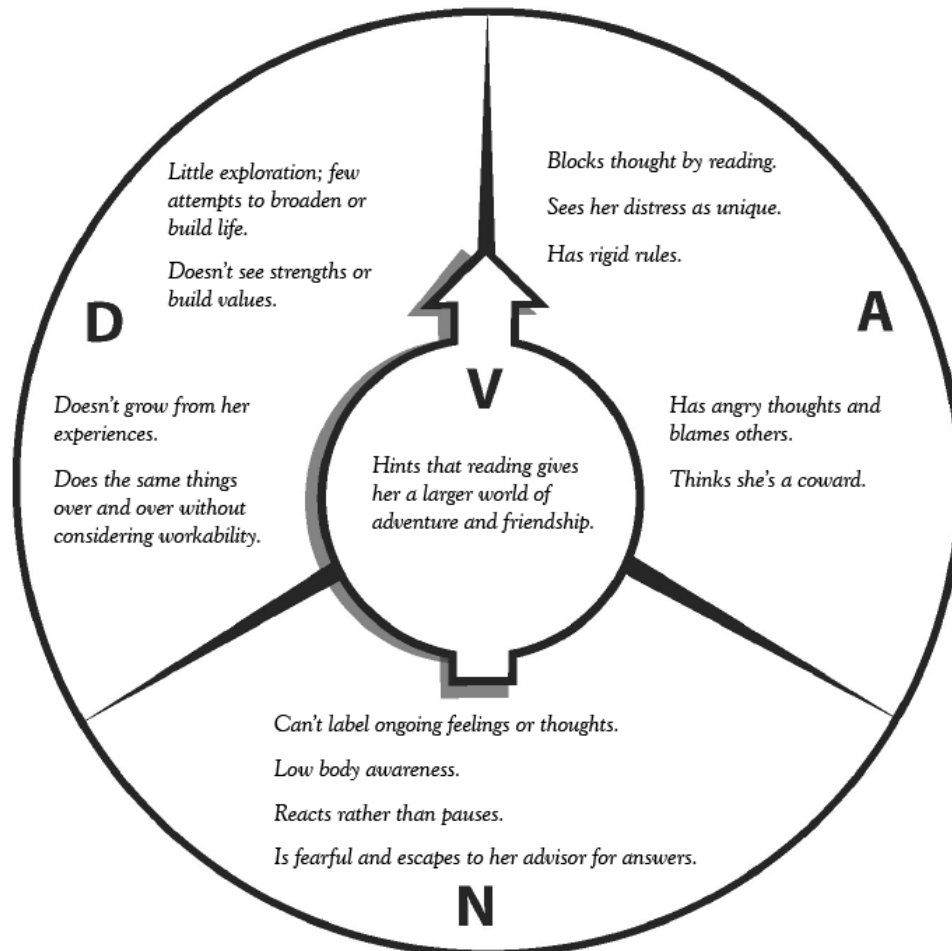 Little exploration; few
attempts to broaden or
build life.
Doesn't see strengths or
build values.
D
Doesn't grow from her
experiences.
Does the same things
over and over without
considering workability.
Blocks thought by reading.
Sees her distress as unique.
Has rigid rules.
A
Has angry thoughts and
blames others.
Thinks she's a coward.
V
Hints that reading gives
her a larger world of
adventure and friendship.
Can't label ongoing feelings or thoughts.
Low body awareness.
Reacts rather than pauses.
Is fearful and escapes to her advisor for answers.
N